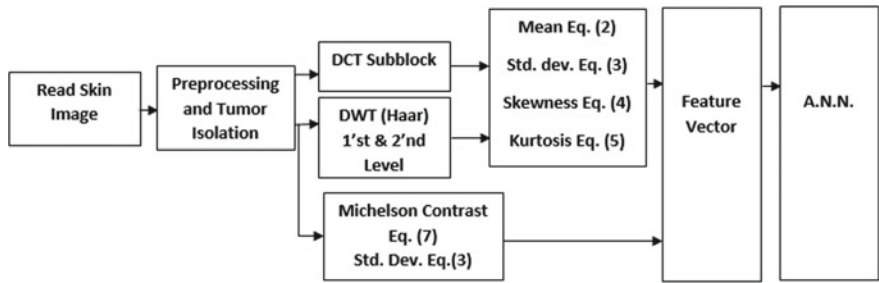 Read Skin
Image
Preprocessing
and Tumor
Isolation
DCT Subblock
DWT (Haar)
1'st & 2'nd
Level
Michelson Contrast
Eq. (7)
Std. Dev. Eq.(3)
Mean Eq. (2)
Std. dev. Eq. (3)
Skewness Eq. (4)
Kurtosis Eq. (5)
Feature
Vector
A.N.N.